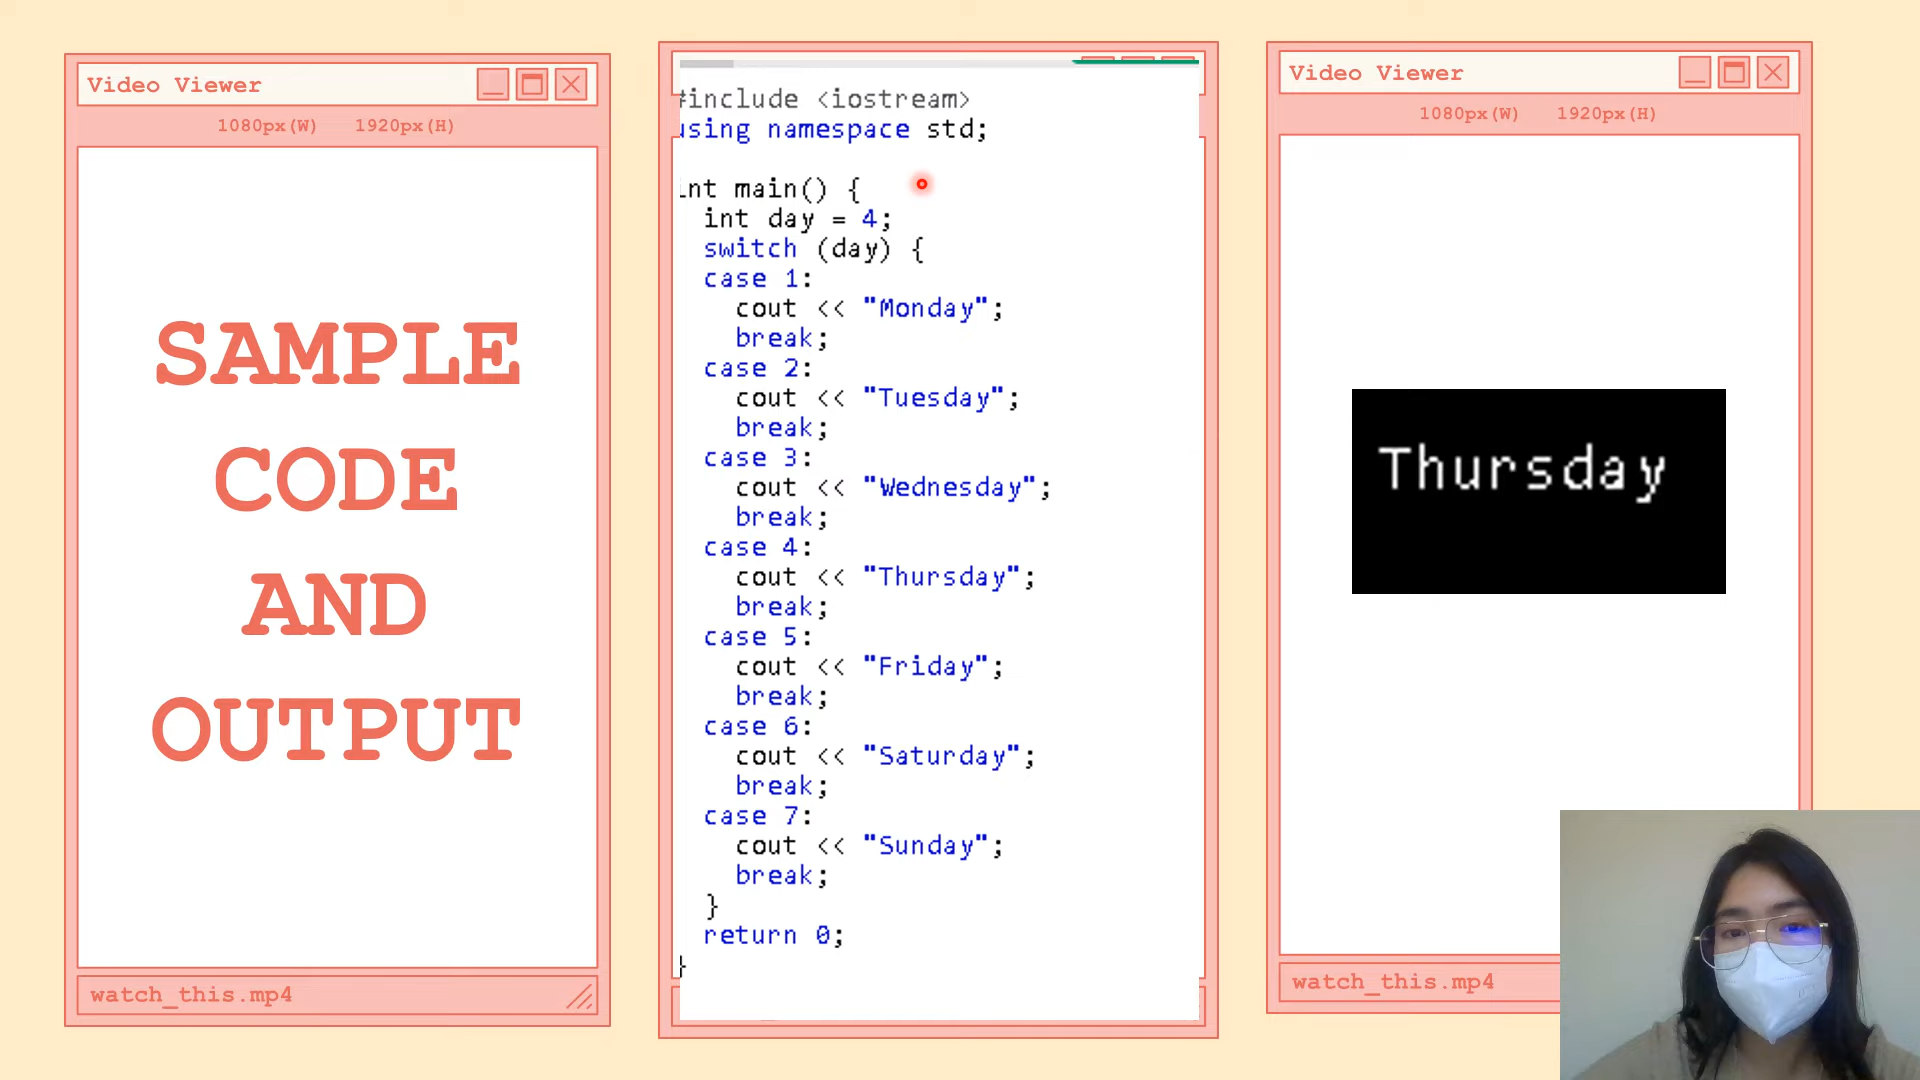 Video Viewer
1080px(W) 1920px(H)
SAMPLE
CODE
AND
OUTPUT
watch_this.mp4
#include <iostream>
using namespace std;
int main() {
int day = 4;
switch (day) {
case 1:
cout << "Monday";
break;
case 2:
cout << "Tuesday";
break;
case 3:
cout << "Wednesday";
break;
case 4:
cout << "Thursday";
break;
case 5:
cout << "Friday";
break;
case 6:
cout << "Saturday";
break;
case 7:
cout << "Sunday";
break;
}
return 0;
}
Video Viewer
1080px(W) 1920px(H)
Thursday
watch_this.mp4